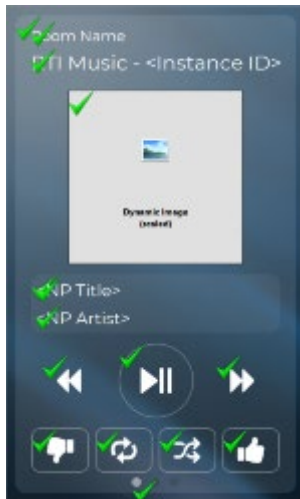 Room Name
RTI Music - <Instance ID>
Dynamic Image
(scaled)
<NP Title>
<NP Artist>